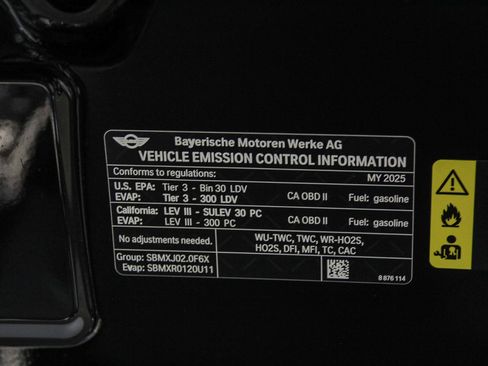 Bayerische Motoren Werke AG
VEHICLE EMISSION CONTROL INFORMATION
Conforms to regulations: MY 2025
U.S. EPA: Tier 3 - Bin 30 LDV CA OBD II Fuel: gasoline
EVAP: Tier 3 - 300 LDV
California: LEV III - SULEV 30 PC CA OBD II Fuel: gasoline
EVAP: LEV III - 300 PC
No adjustments needed. WU-TWC, TWC, WR-HO2S,
HO2S, DFI, MFI, TC, CAC
Group: SBMXJ02.0F6X
Evap: SBMXR0120U11
8 876 114